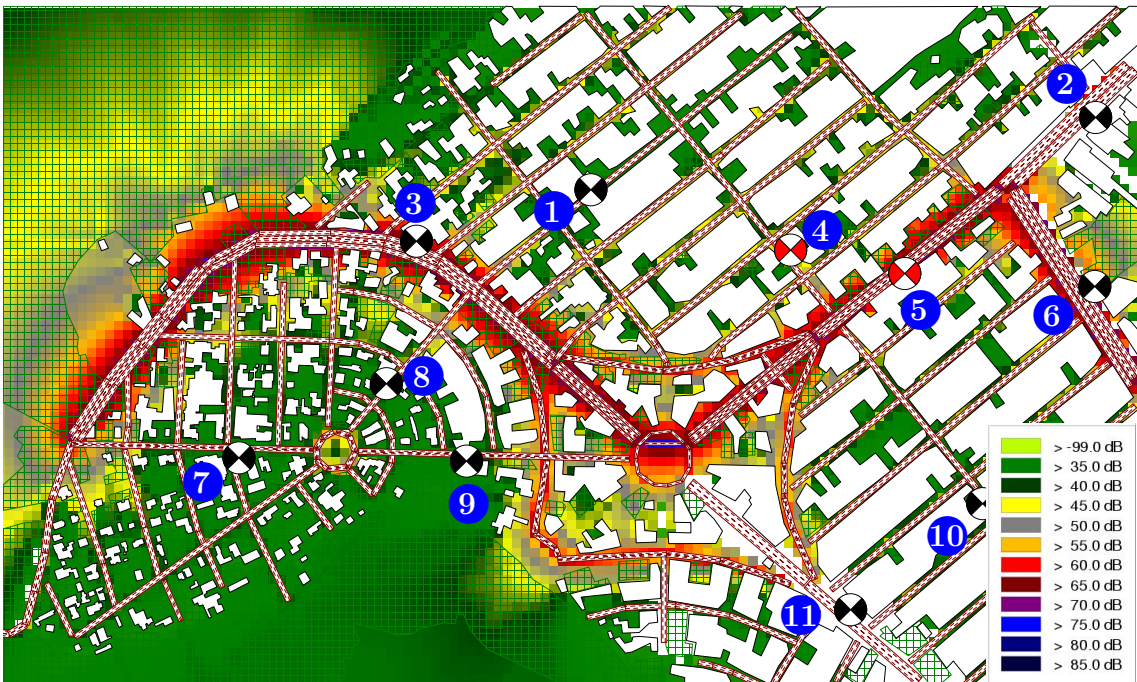 2
3
1
4
5
6
8
7
9
10
11
> -99.0 dB
> 35.0 dB
> 40.0 dB
> 45.0 dB
> 50.0 dB
> 55.0 dB
> 60.0 dB
> 65.0 dB
> 70.0 dB
> 75.0 dB
> 80.0 dB
> 85.0 dB